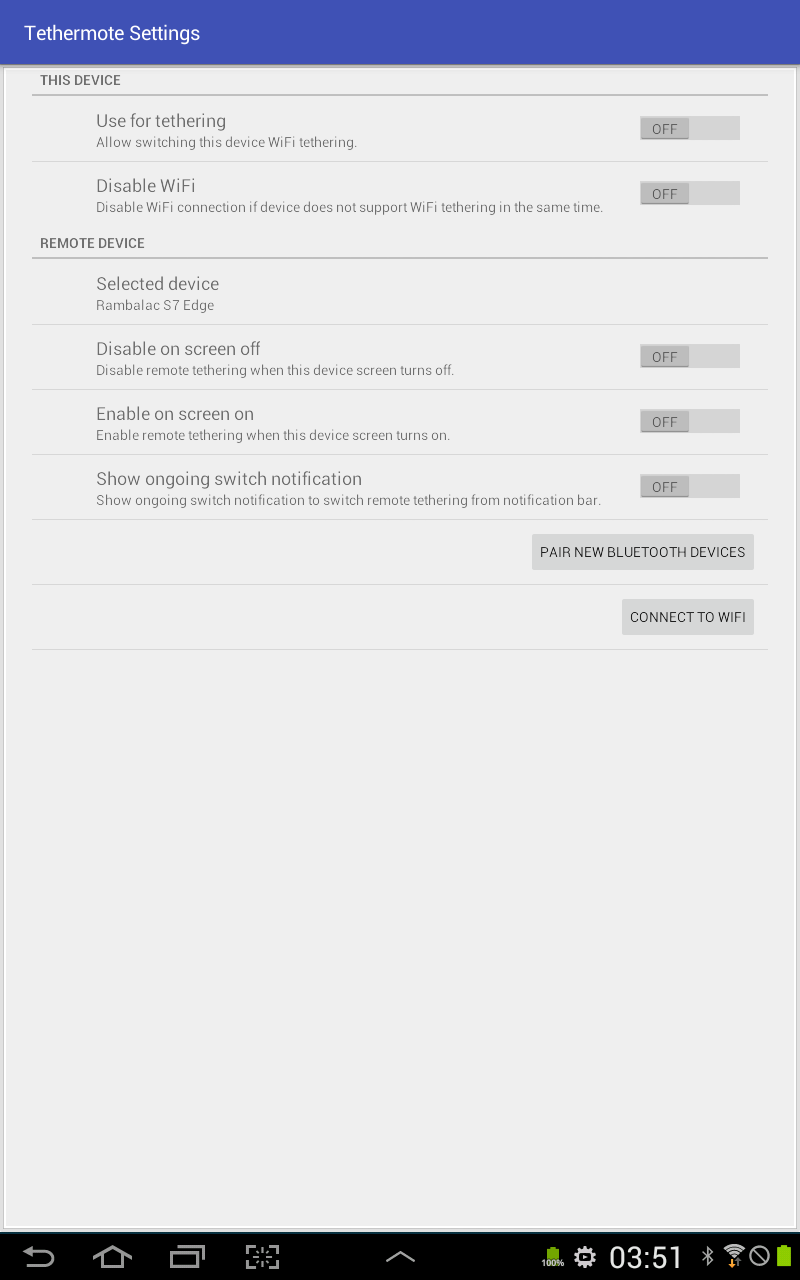 Tethermote Settings
THIS DEVICE
Use for tethering
Allow switching this device WiFi tethering.
OFF
Disable WiFi
Disable WiFi connection if device does not support WiFi tethering in the same time.
OFF
REMOTE DEVICE
Selected device
Rambalac S7 Edge
Disable on screen off
Disable remote tethering when this device screen turns off.
OFF
Enable on screen on
Enable remote tethering when this device screen turns on.
OFF
Show ongoing switch notification
Show ongoing switch notification to switch remote tethering from notification bar.
OFF
PAIR NEW BLUETOOTH DEVICES
CONNECT TO WIFI
100%
03:51